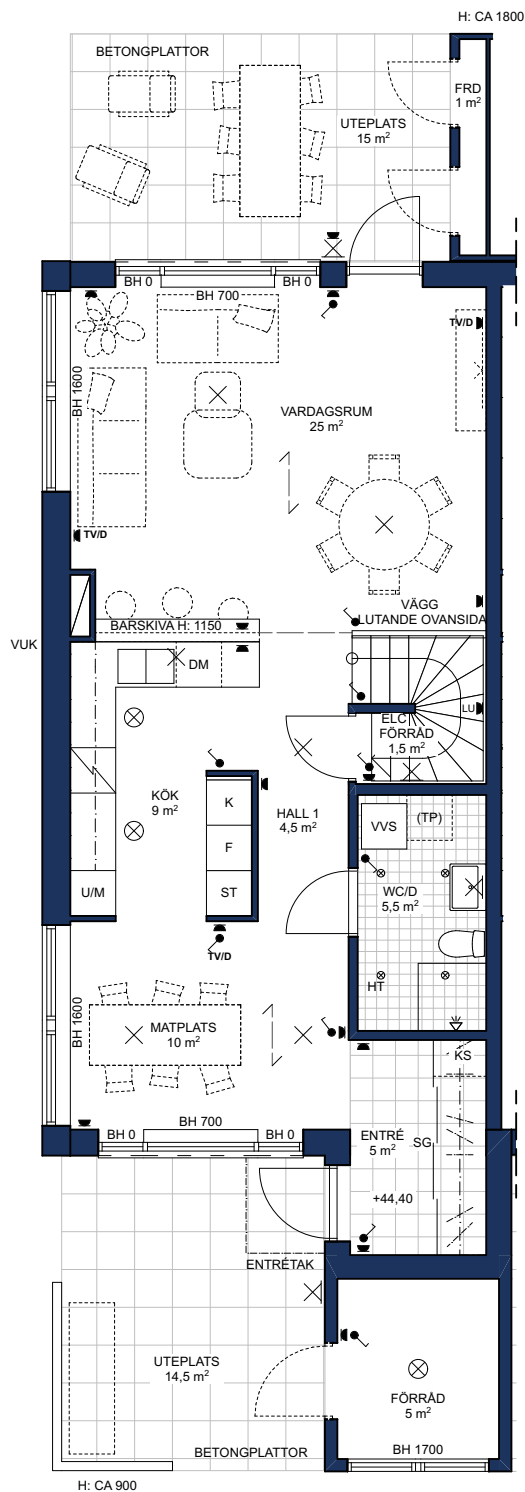 H: CA 1800
BETONGPLATTOR
FRD
1 m²
UTEPLATS
15 m²
BH 0
BH 700
BH 0
TV/D
BH 1600
VARDAGSRUM
25 m²
TV/D
VÄGG
LUTANDE OVANSIDA
BARSKIVA H: 1150
VUK
DM
LU
ELC
FÖRRÅD
1,5 m²
KÖK
9 m²
K
HALL 1
4,5 m²
VVS
(TP)
F
U/M
ST
WC/D
5,5 m²
TV/D
HT
BH 1600
MATPLATS
10 m²
KS
BH 0
BH 700
BH 0
ENTRÉ
5 m²
SG
+44,40
ENTRÉTAK
UTEPLATS
14,5 m²
FÖRRÅD
5 m²
BETONGPLATTOR
BH 1700
H: CA 900